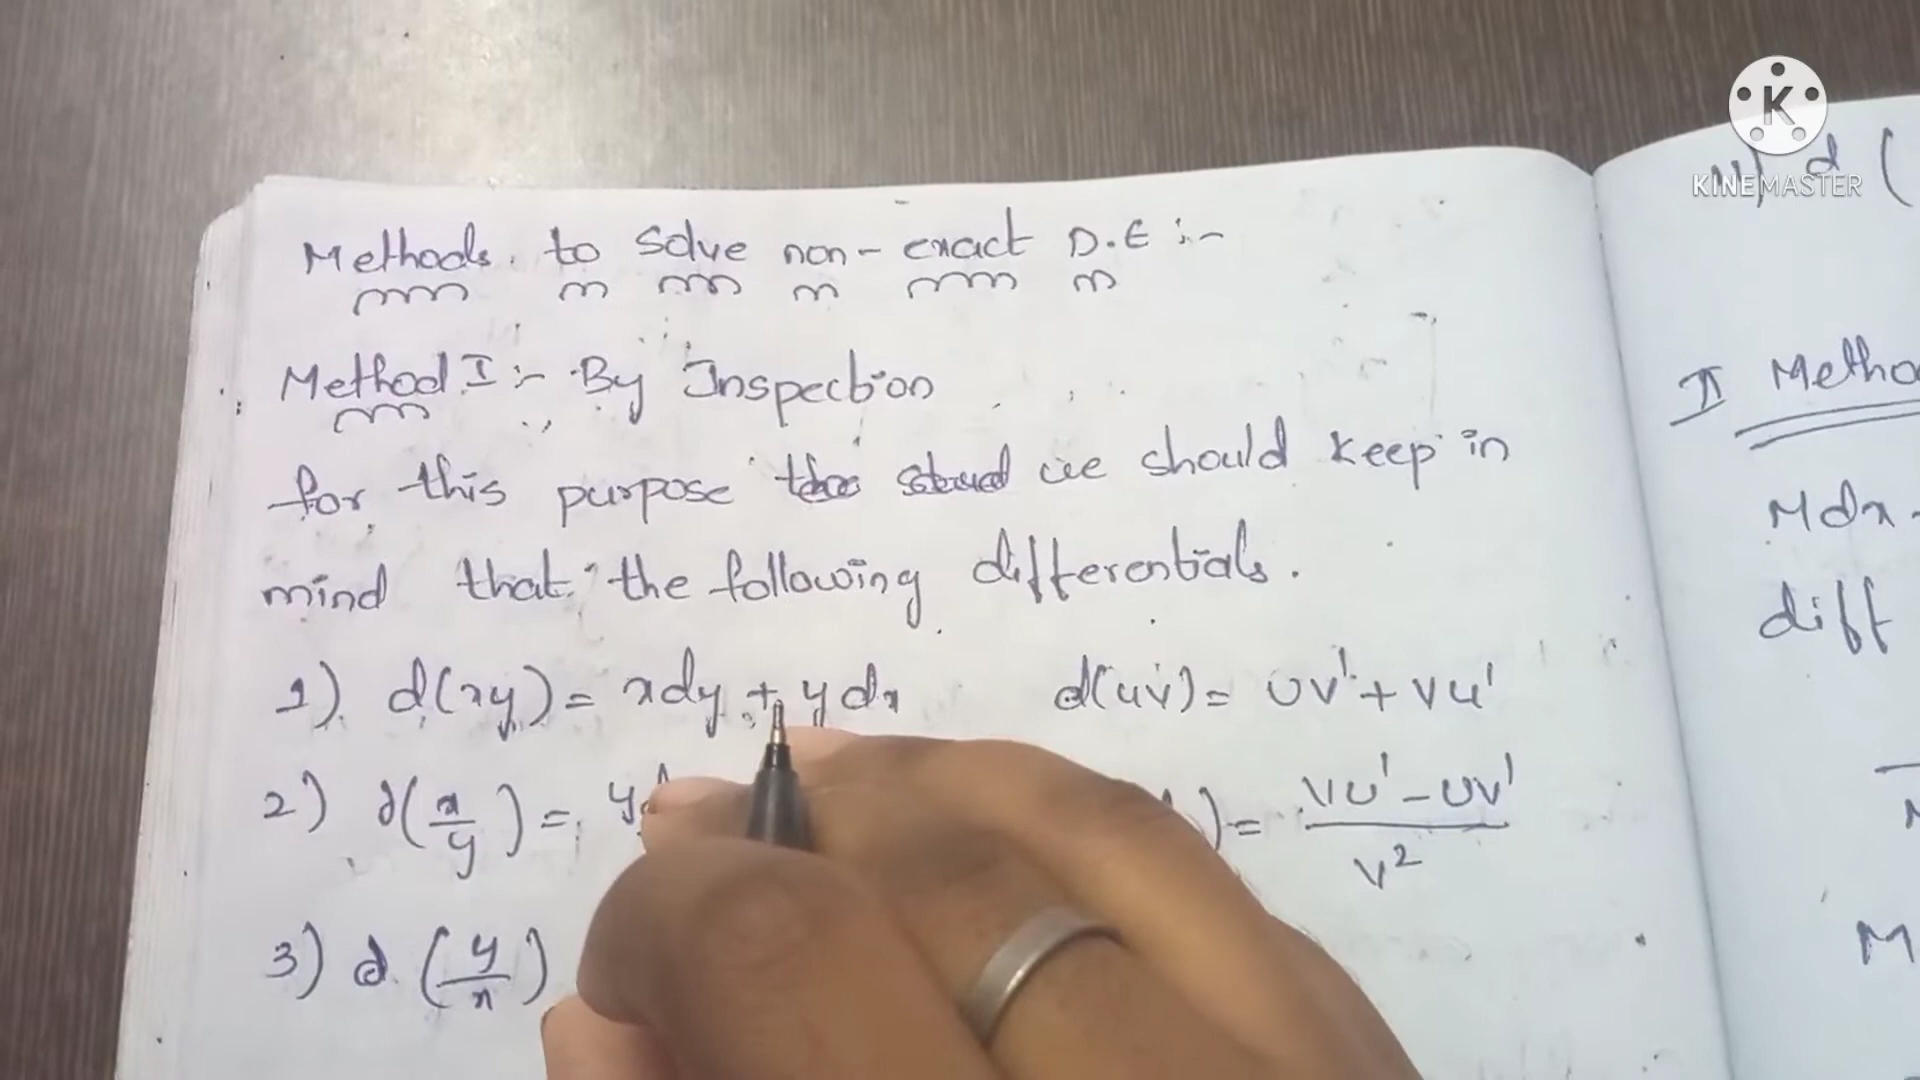 Methods to solve non-exact D.E :-
Method I :- By Inspection
for this purpose we should keep in
mind that the following differentials.
1) d(xy) = xdy + ydx d(uv) = uv' + vu'
2) d(x/y) = y ) = vu' - uv' / v²
3) d(y/x)
d (
II Metho
Mdx
diff
M
K
KINEMASTER